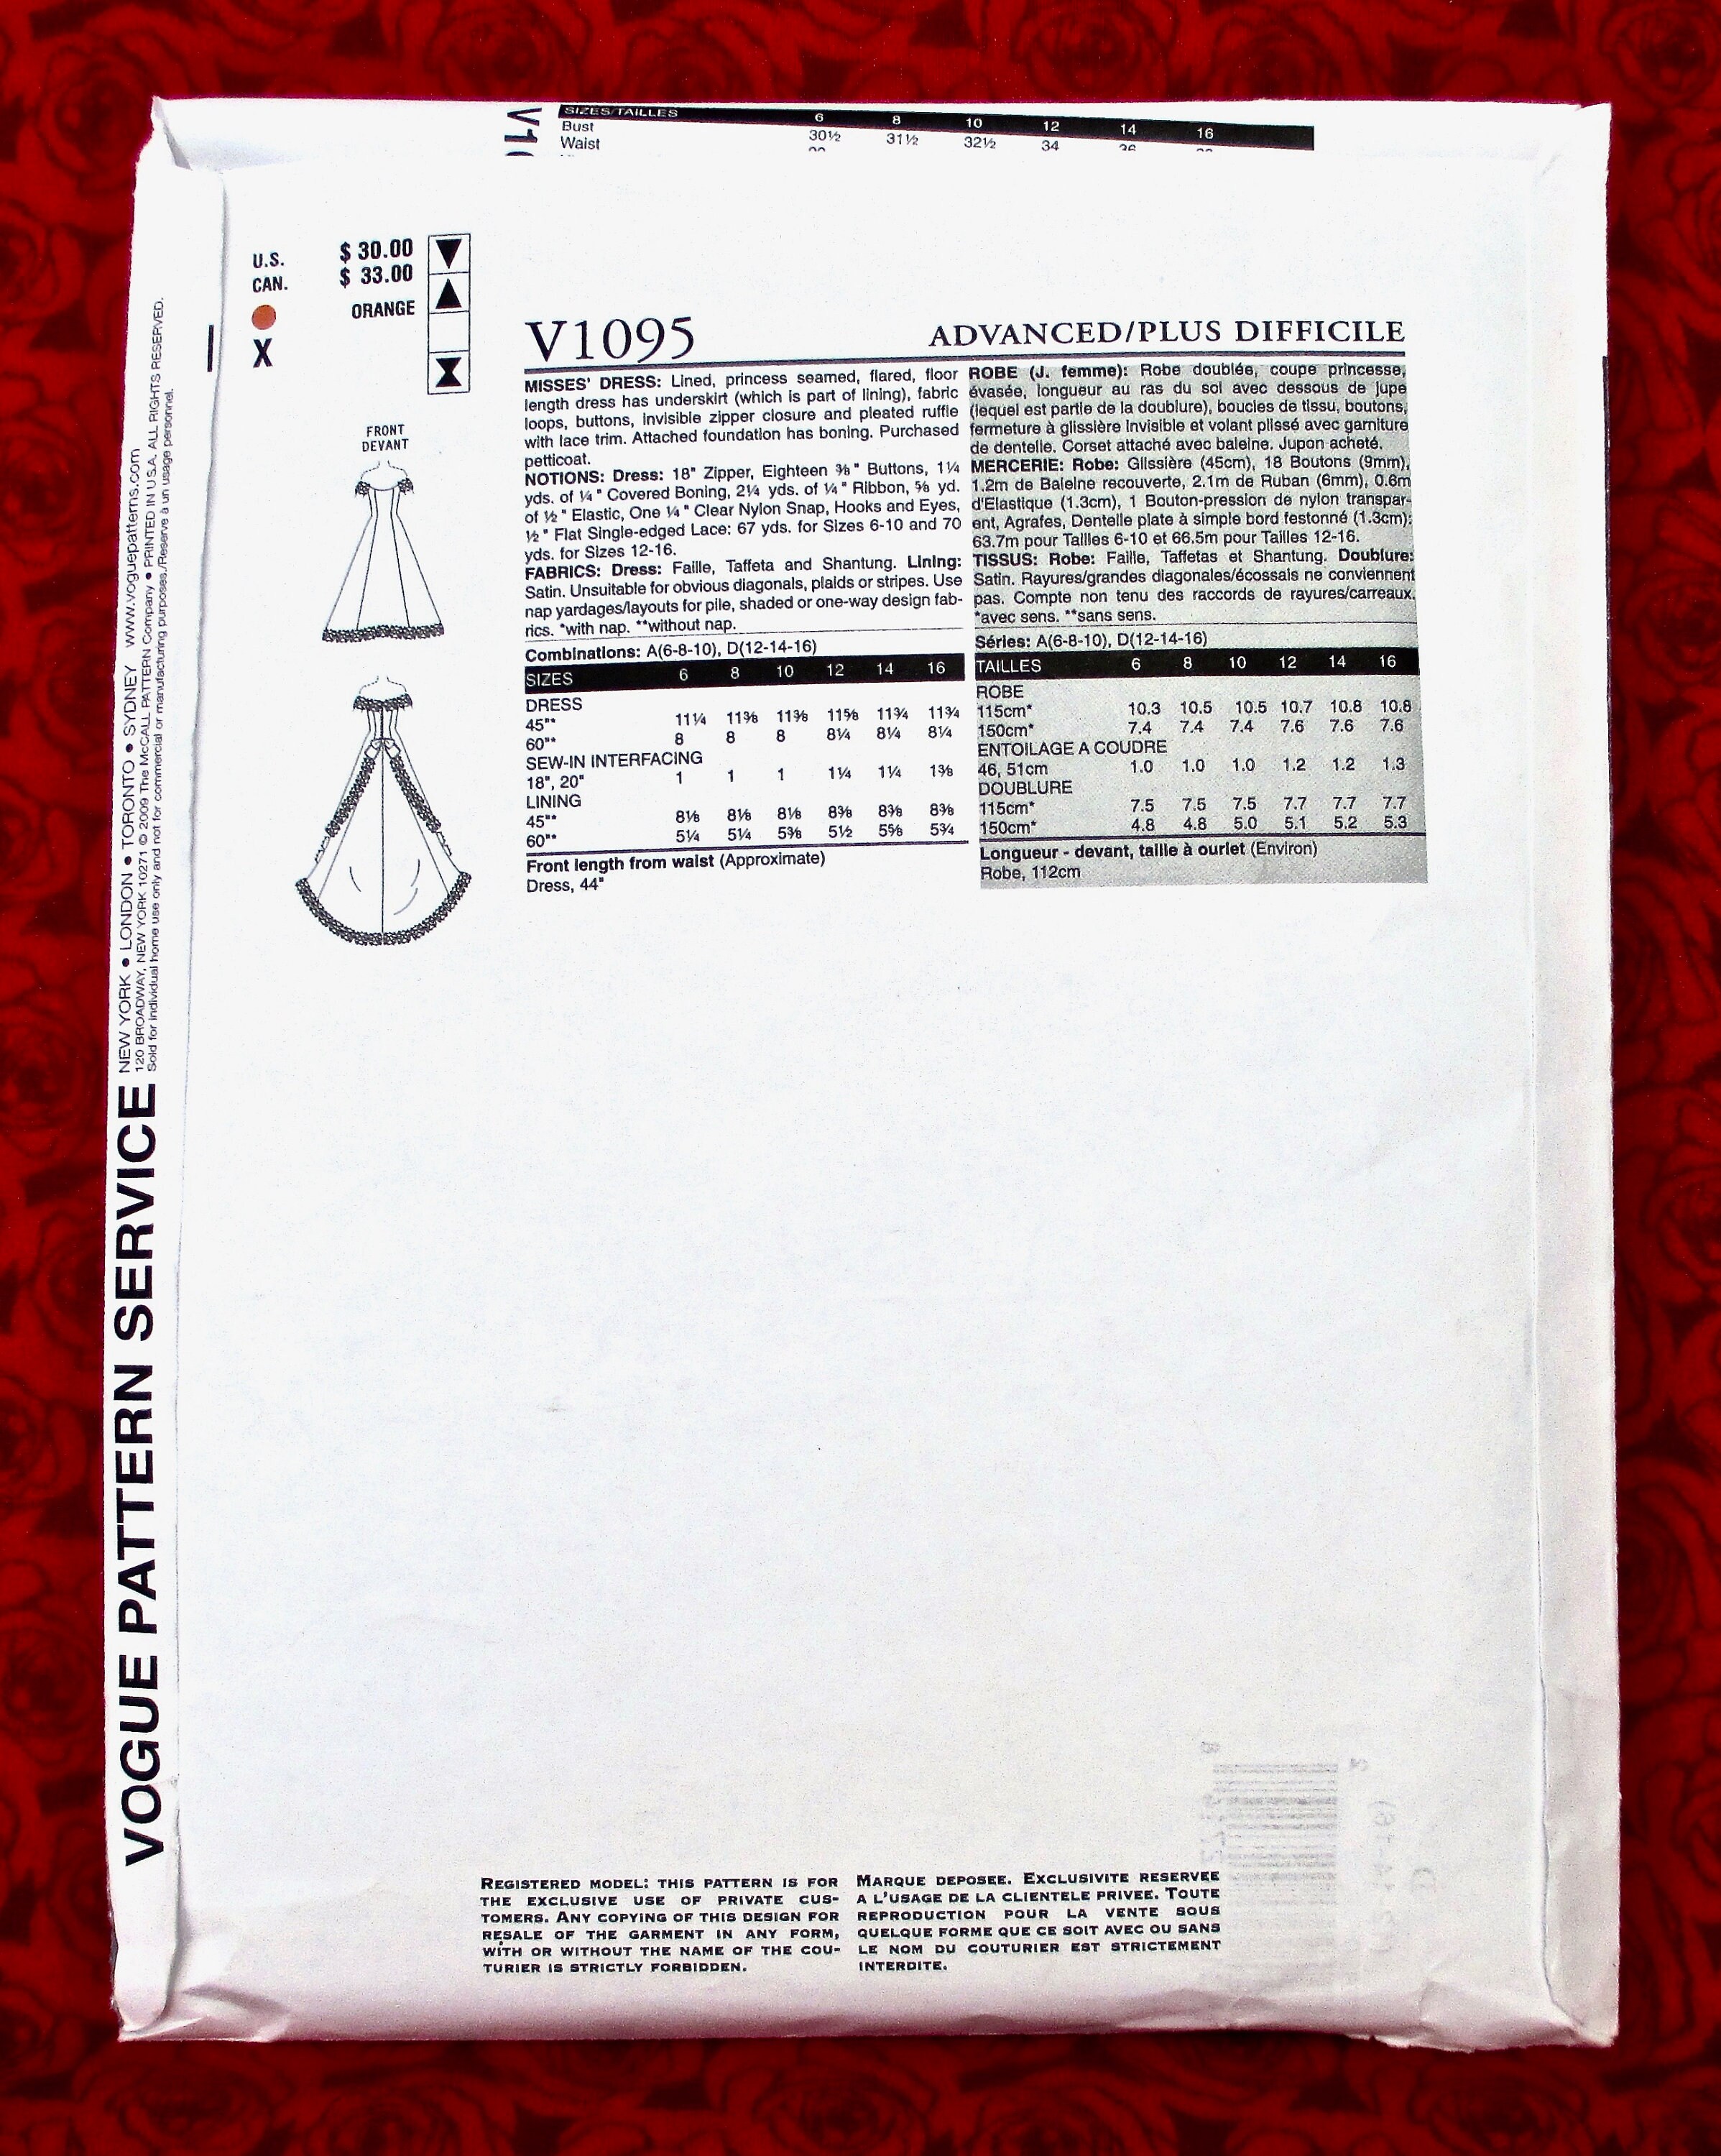 SIZES/TAILLES 6 8 10 12 14 16
Bust 30½ 31½ 32½ 34 36
Waist
U.S. $ 30.00
CAN. $ 33.00
ORANGE
X
FRONT
DEVANT
V1095 ADVANCED/PLUS DIFFICILE
MISSES' DRESS: Lined, princess seamed, flared, floor
length dress has underskirt (which is part of lining), fabric
loops, buttons, invisible zipper closure and pleated ruffle
with lace trim. Attached foundation has boning. Purchased
petticoat.
NOTIONS: Dress: 18" Zipper, Eighteen ⅜" Buttons, 1¼
yds. of ¼" Covered Boning, 2¼ yds. of ¼" Ribbon, ⅝ yd.
of ½" Elastic, One ¼" Clear Nylon Snap, Hooks and Eyes,
½" Flat Single-edged Lace: 67 yds. for Sizes 6-10 and 70
yds. for Sizes 12-16.
FABRICS: Dress: Faille, Taffeta and Shantung. Lining:
Satin. Unsuitable for obvious diagonals, plaids or stripes. Use
nap yardages/layouts for pile, shaded or one-way design fab-
rics. *with nap. **without nap.
Combinations: A(6-8-10), D(12-14-16)
SIZES 6 8 10 12 14 16
DRESS
45"* 11¼ 11⅜ 11⅜ 11⅝ 11¾ 11¾
60"* 8 8 8 8¼ 8¼ 8¼
SEW-IN INTERFACING
18", 20" 1 1 1 1¼ 1¼ 1⅜
LINING
45"* 8⅛ 8⅛ 8⅛ 8⅜ 8⅜ 8⅜
60"* 5¼ 5¼ 5⅜ 5½ 5⅝ 5¾
Front length from waist (Approximate)
Dress, 44"
ROBE (J. femme): Robe doublée, coupe princesse,
évasée, longueur au ras du sol avec dessous de jupe
(lequel est partie de la doublure), boucles de tissu, boutons,
fermeture à glissière invisible et volant plissé avec garniture
de dentelle. Corset attaché avec baleine. Jupon acheté.
MERCERIE: Robe: Glissière (45cm), 18 Boutons (9mm),
1.2m de Baleine recouverte, 2.1m de Ruban (6mm), 0.6m
d'Elastique (1.3cm), 1 Bouton-pression de nylon transpar-
ent, Agrafes, Dentelle plate à simple bord festonné (1.3cm):
63.7m pour Tailles 6-10 et 66.5m pour Tailles 12-16.
TISSUS: Robe: Faille, Taffetas et Shantung. Doublure:
Satin. Rayures/grandes diagonales/écossais ne conviennent
pas. Compte non tenu des raccords de rayures/carreaux.
*avec sens. **sans sens.
Séries: A(6-8-10), D(12-14-16)
TAILLES 6 8 10 12 14 16
ROBE
115cm* 10.3 10.5 10.5 10.7 10.8 10.8
150cm* 7.4 7.4 7.4 7.6 7.6 7.6
ENTOILAGE A COUDRE
46, 51cm 1.0 1.0 1.0 1.2 1.2 1.3
DOUBLURE
115cm* 7.5 7.5 7.5 7.7 7.7 7.7
150cm* 4.8 4.8 5.0 5.1 5.2 5.3
Longueur - devant, taille à ourlet (Environ)
Robe, 112cm
VOGUE PATTERN SERVICE
NEW YORK • LONDON • TORONTO • SYDNEY www.voguepatterns.com
120 BROADWAY, NEW YORK 10271 © 2009 The McCALL PATTERN Company • PRINTED IN U.S.A. ALL RIGHTS RESERVED.
Sold for individual home use only and not for commercial or manufacturing purposes./Reserve à un usage personnel.
REGISTERED MODEL: THIS PATTERN IS FOR
THE EXCLUSIVE USE OF PRIVATE CUS-
TOMERS. ANY COPYING OF THIS DESIGN FOR
RESALE OF THE GARMENT IN ANY FORM,
WITH OR WITHOUT THE NAME OF THE COU-
TURIER IS STRICTLY FORBIDDEN.
MARQUE DEPOSEE. EXCLUSIVITE RESERVEE
A L'USAGE DE LA CLIENTELE PRIVEE. TOUTE
REPRODUCTION POUR LA VENTE SOUS
QUELQUE FORME QUE CE SOIT AVEC OU SANS
LE NOM DU COUTURIER EST STRICTEMENT
INTERDITE.